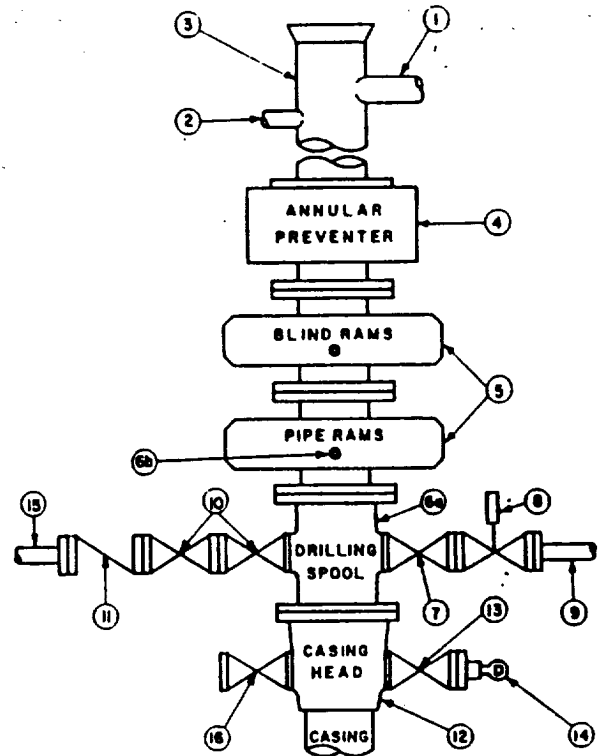 1
3
2
ANNULAR
PREVENTER
4
BLIND RAMS
5
PIPE RAMS
6b
15
10
6a
8
DRILLING
SPOOL
11
7
9
13
CASING
HEAD
16
12
14
CASING